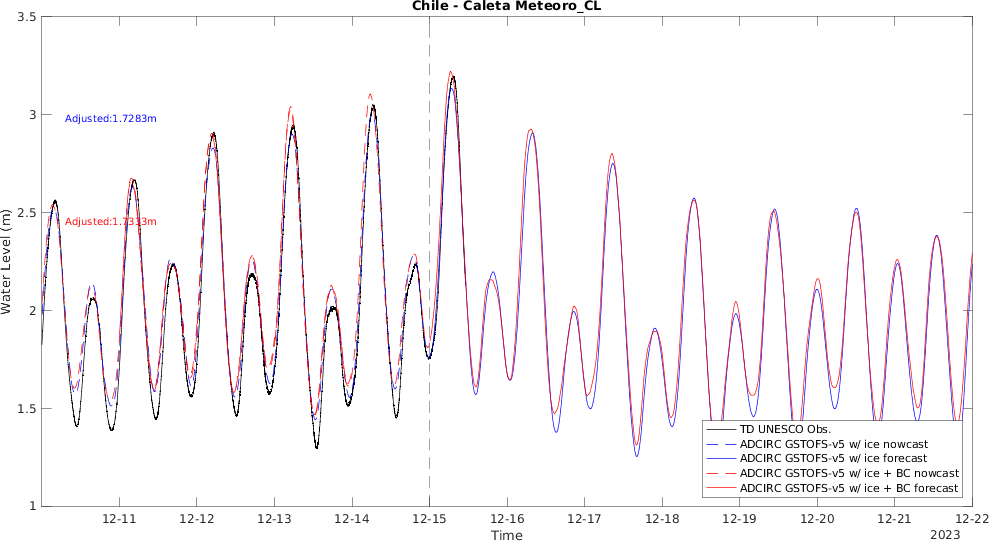 Chile - Caleta Meteoro_CL
3.5
3
2.5
2
1.5
1
Water Level (m)
Adjusted:1.7283m
Adjusted:1.7333m
TD UNESCO Obs.
ADCIRC GSTOFS-v5 w/ ice nowcast
ADCIRC GSTOFS-v5 w/ ice forecast
ADCIRC GSTOFS-v5 w/ ice + BC nowcast
ADCIRC GSTOFS-v5 w/ ice + BC forecast
12-11 12-12 12-13 12-14 12-15 12-16 12-17 12-18 12-19 12-20 12-21 12-22
Time
2023